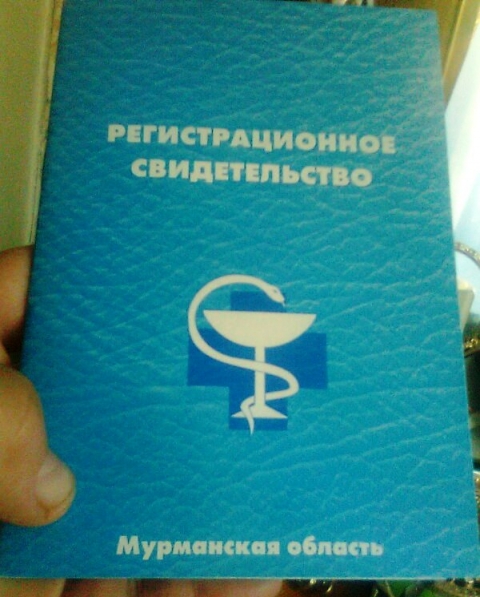 РЕГИСТРАЦИОННОЕ
СВИДЕТЕЛЬСТВО
Мурманская область